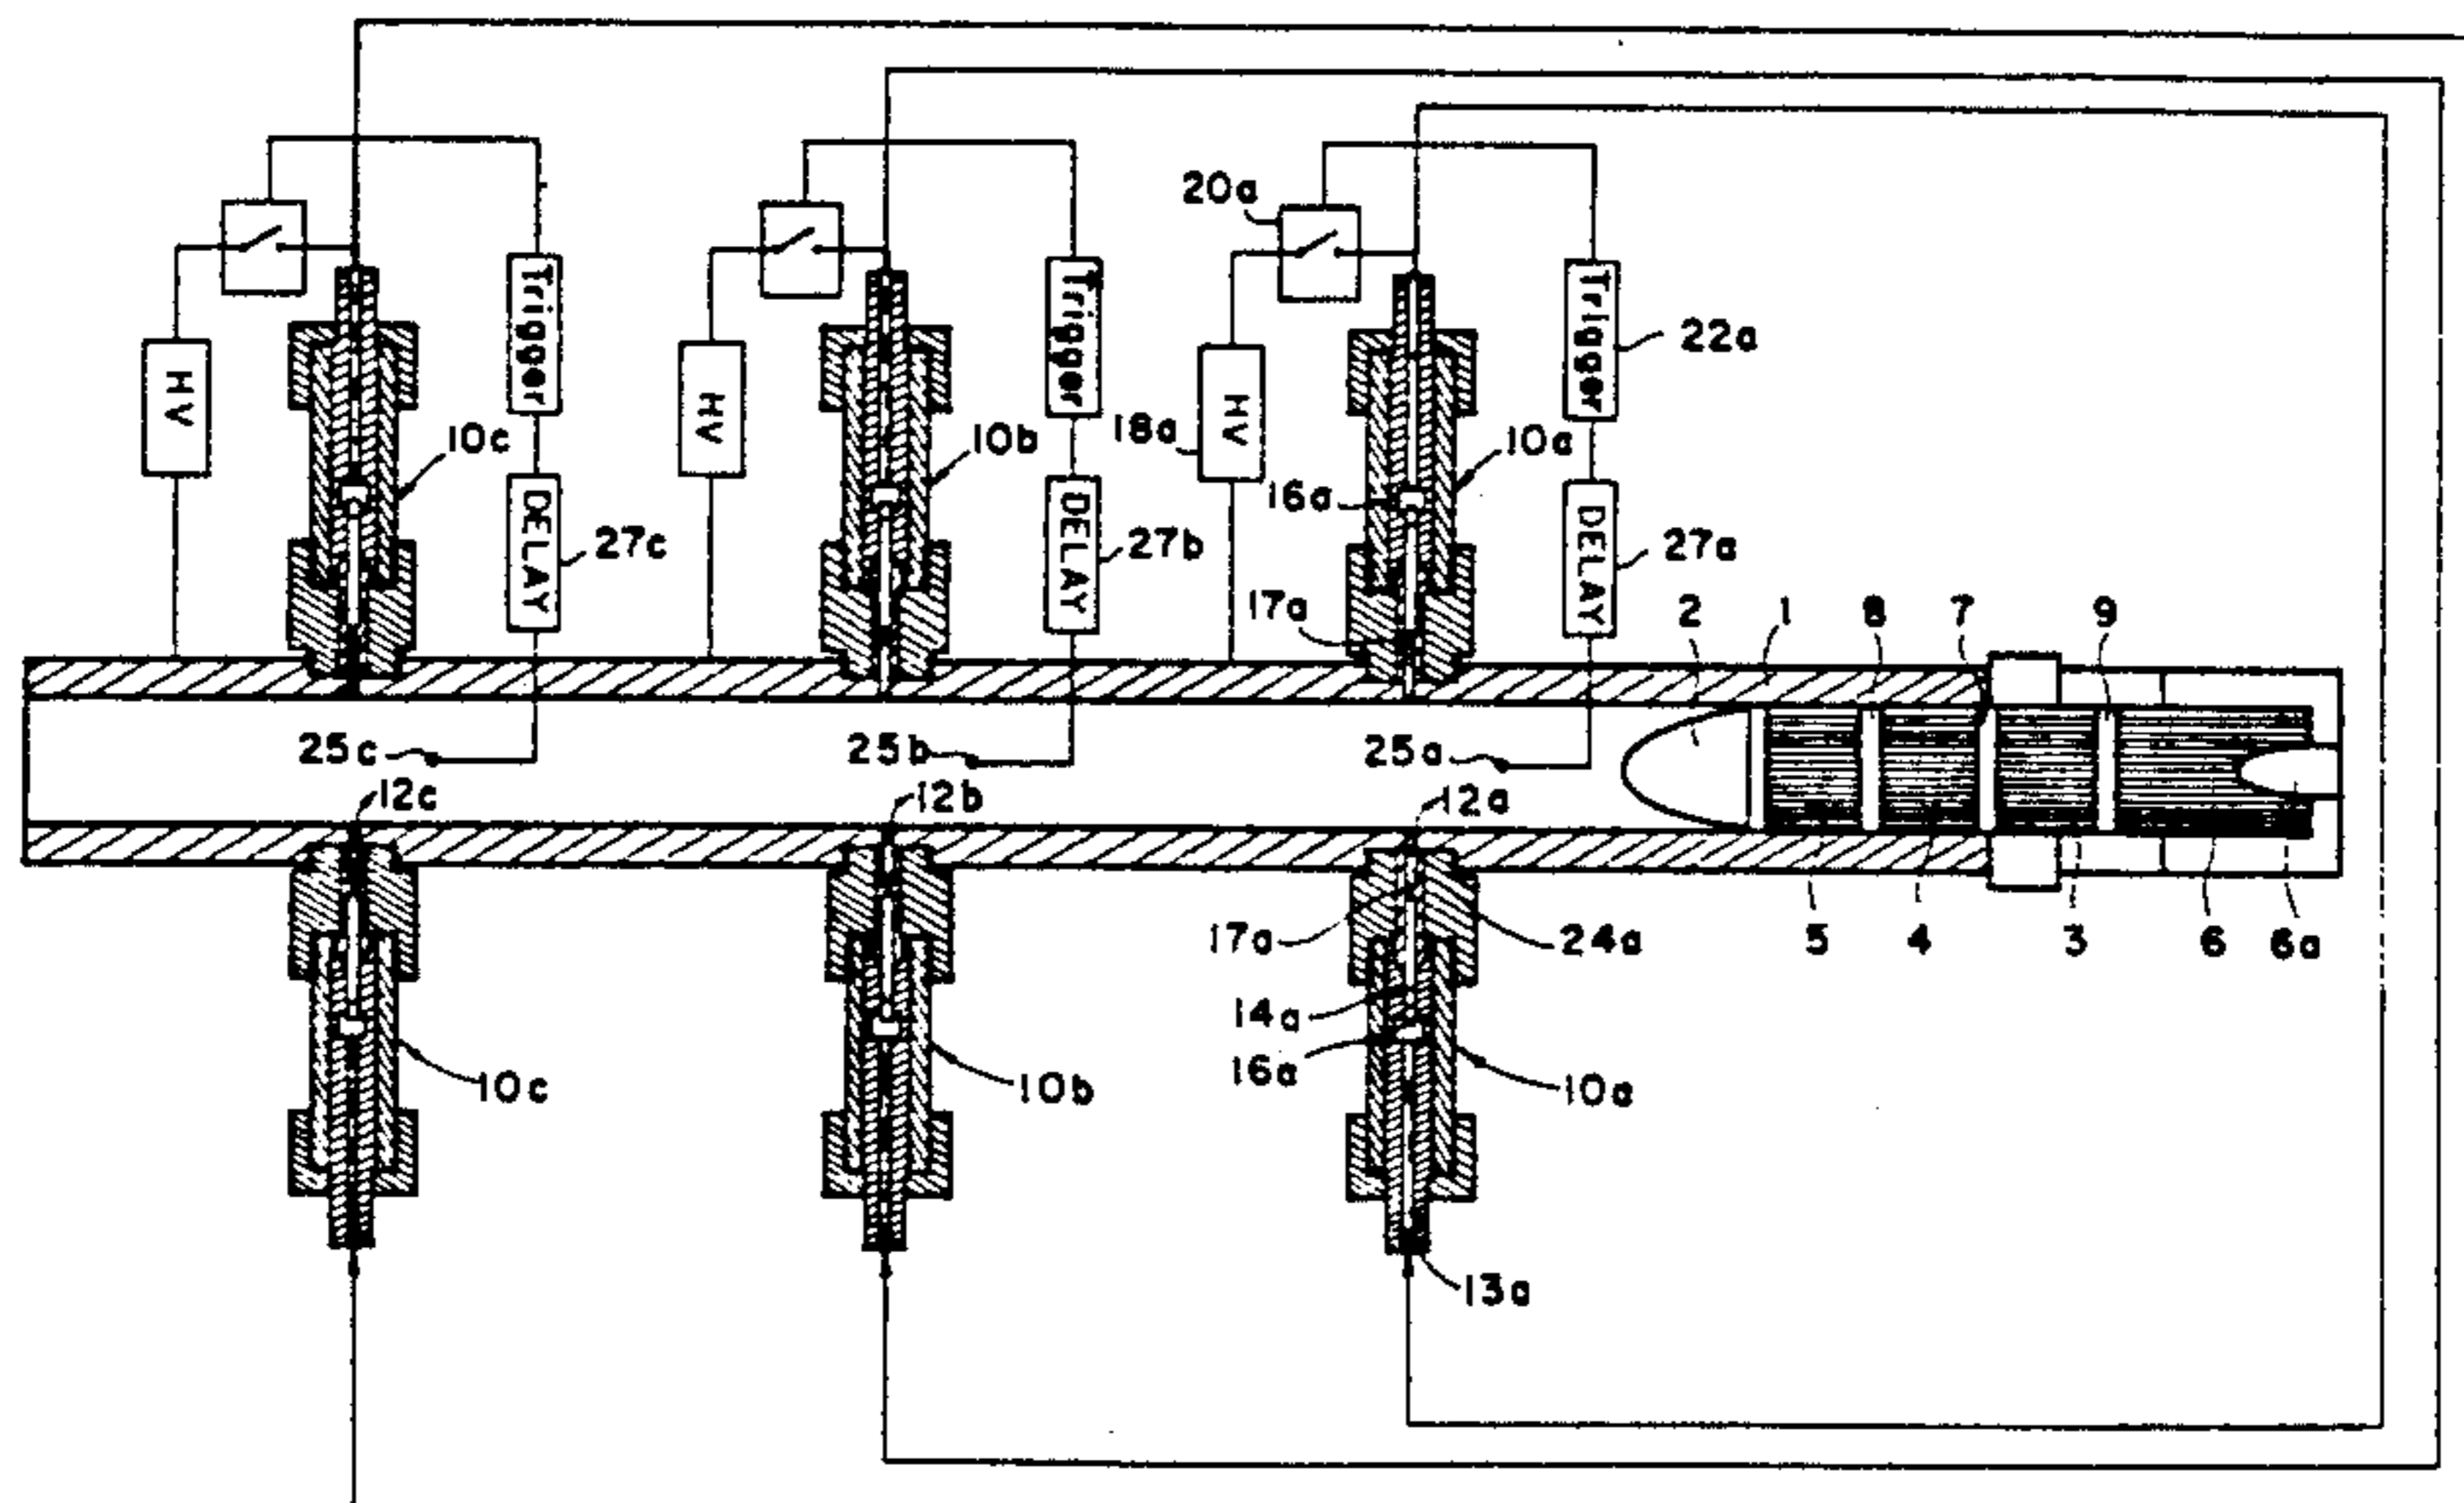 20a
Trigger
Trigger
Trigger
22a
HV
HV
18a
HV
10c
10b
10a
16a
DELAY
27c
DELAY
27b
DELAY
27a
17a
2
1
8
7
9
25c
25b
25a
12c
12b
12a
17a
24a
5
4
3
6
6a
14a
16a
10c
10b
10a
13a